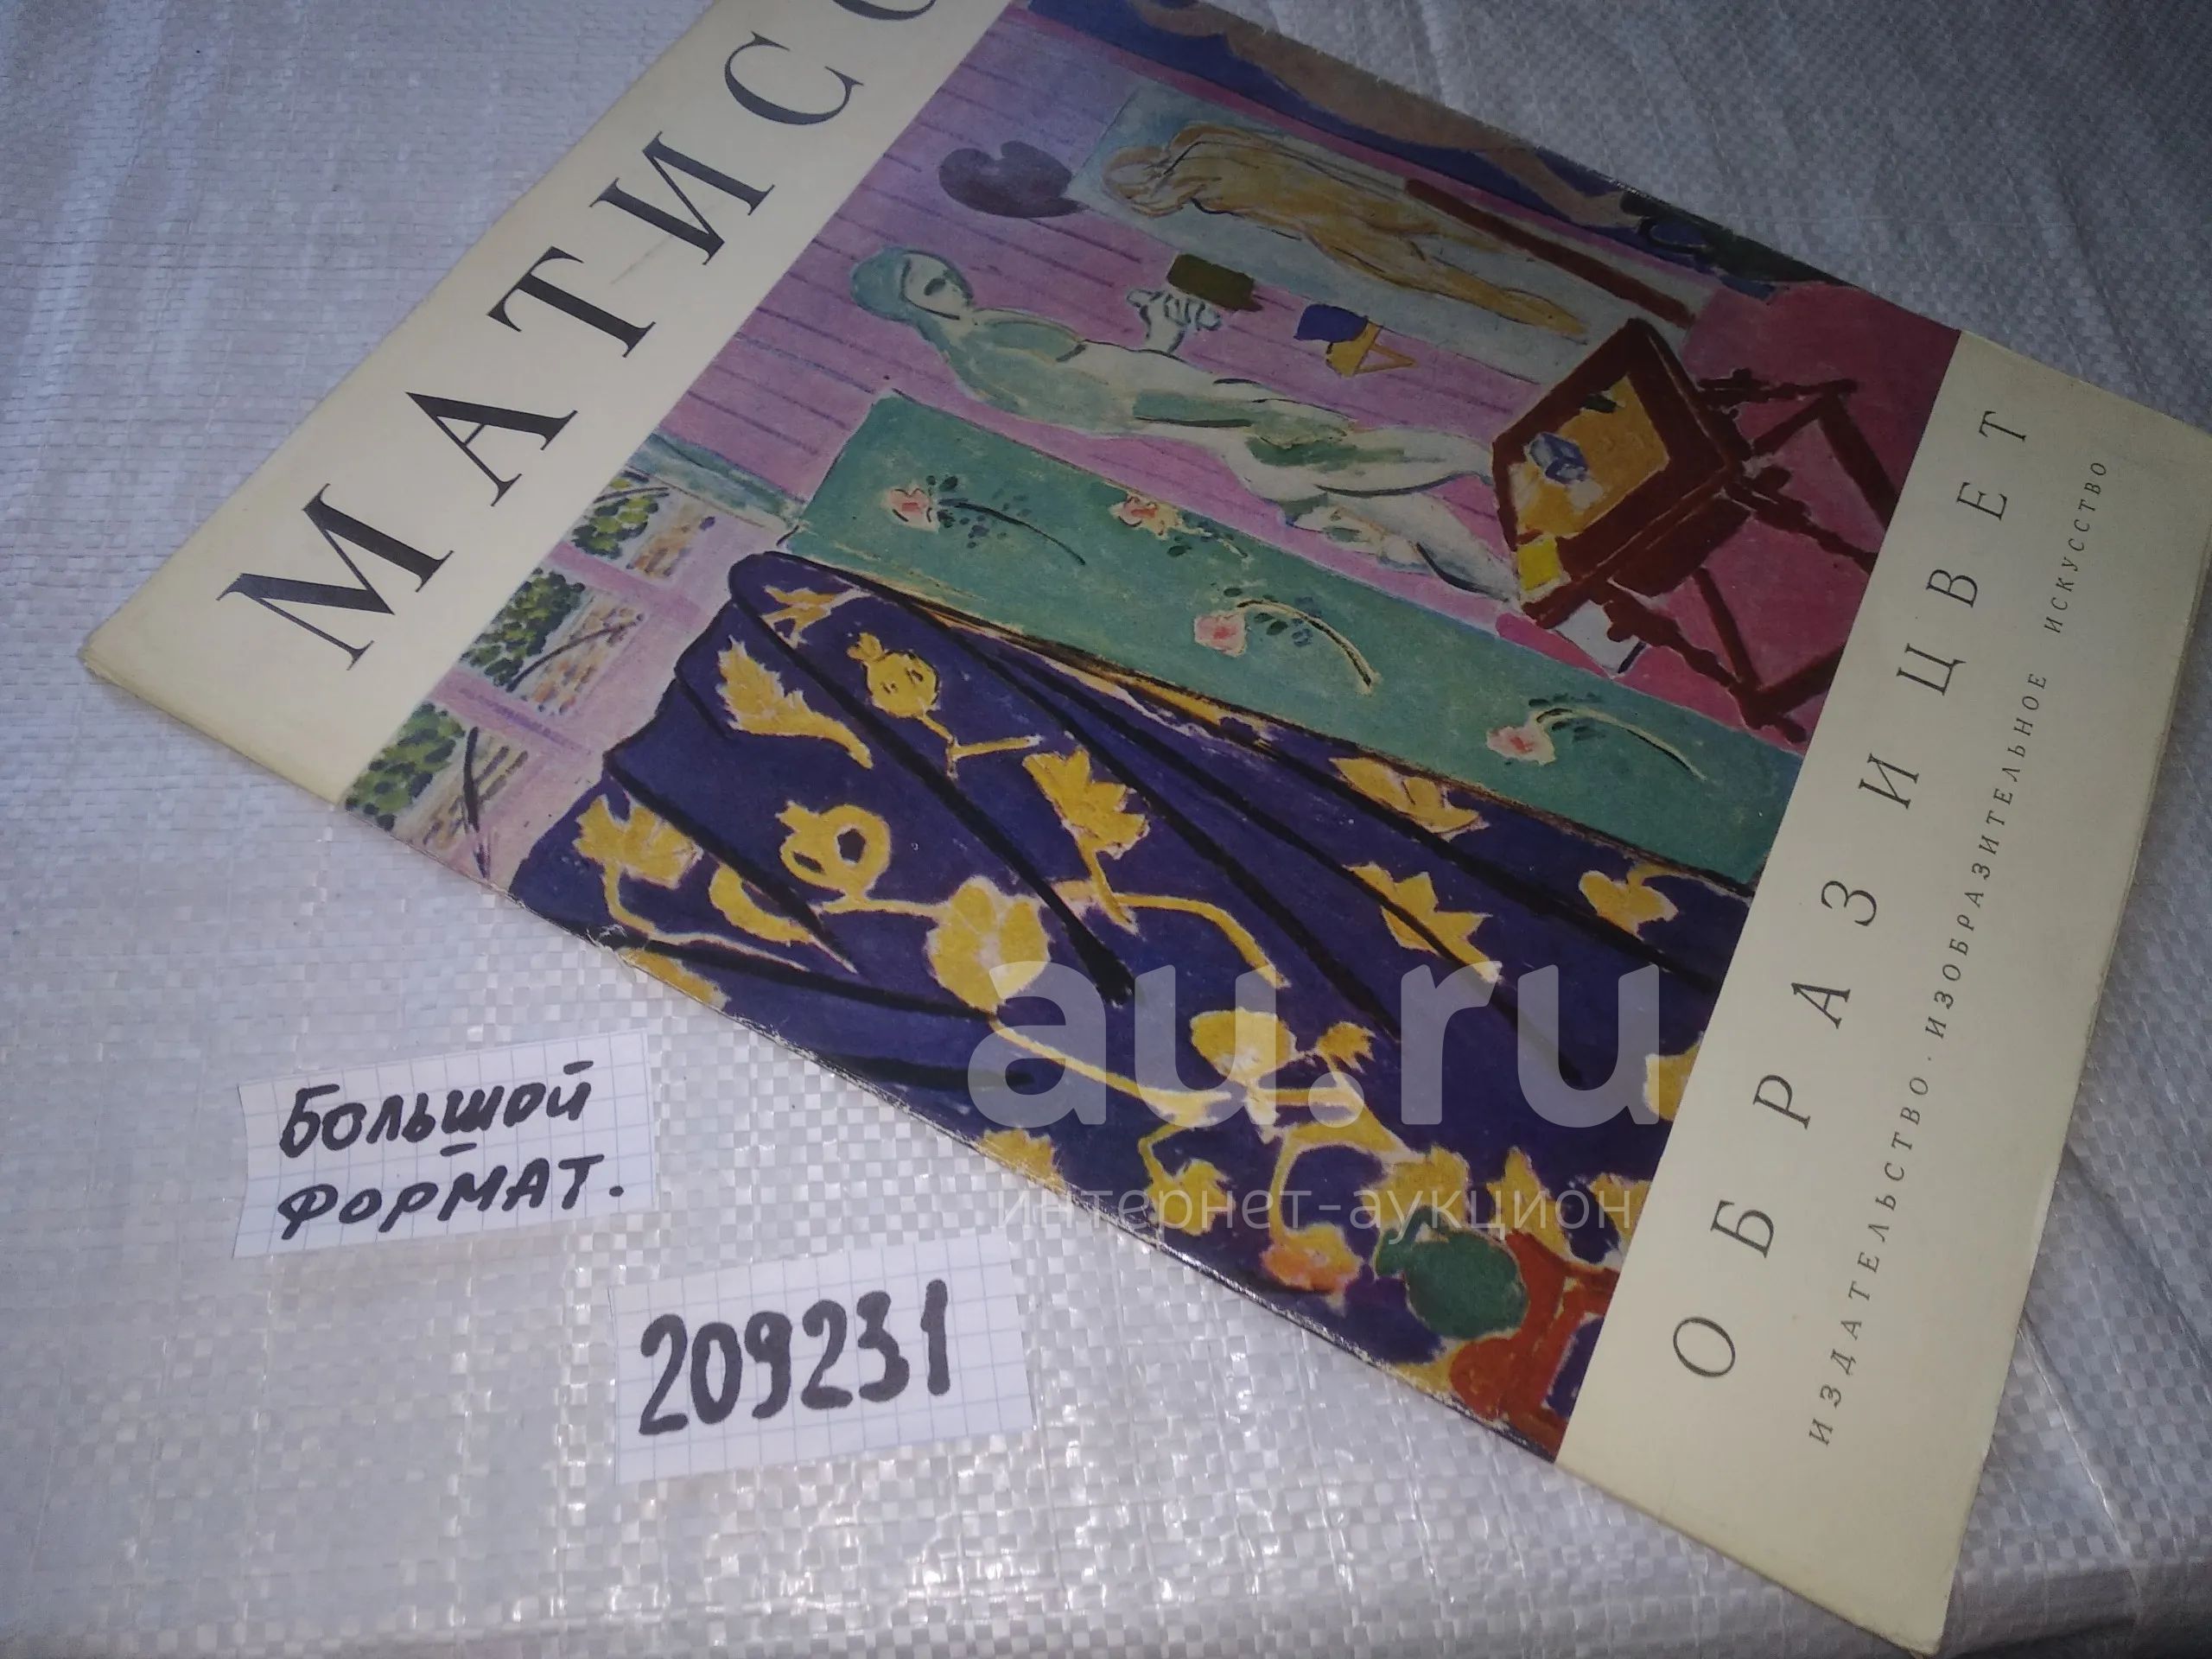 МАТИСС
ОБРАЗ И ЦВЕТ
ИЗДАТЕЛЬСТВО · ИЗОБРАЗИТЕЛЬНОЕ ИСКУССТВО
au.ru
интернет-аукцион
БОЛЬШОЙ
ФОРМАТ.
209231